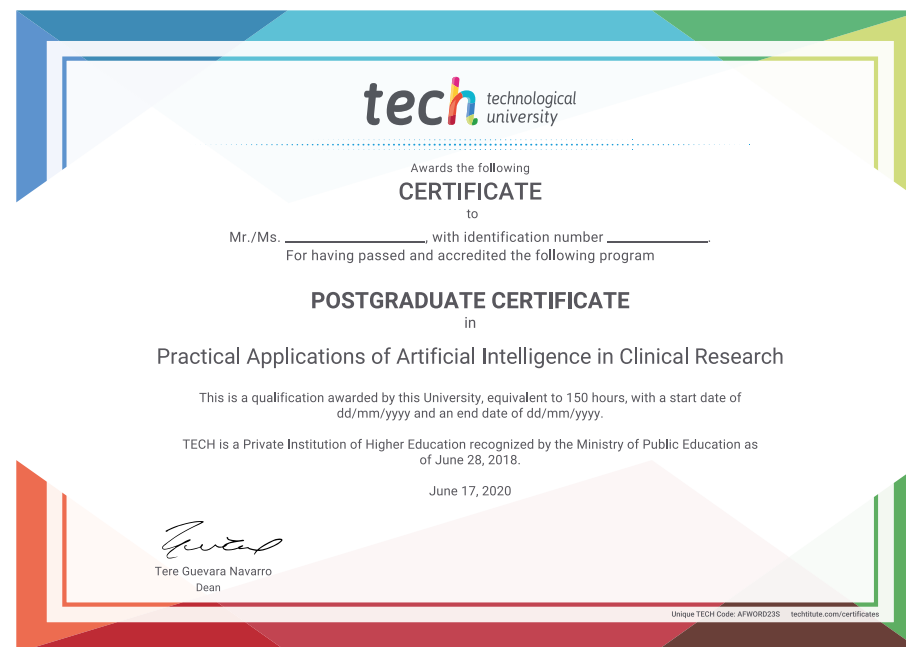 tech technological
university
Awards the following
CERTIFICATE
to
Mr./Ms. ____________________, with identification number ______________.
For having passed and accredited the following program
POSTGRADUATE CERTIFICATE
in
Practical Applications of Artificial Intelligence in Clinical Research
This is a qualification awarded by this University, equivalent to 150 hours, with a start date of
dd/mm/yyyy and an end date of dd/mm/yyyy.
TECH is a Private Institution of Higher Education recognized by the Ministry of Public Education as
of June 28, 2018.
June 17, 2020
Tere Guevara Navarro
Dean
Unique TECH Code: AFWORD23S techtitute.com/certificates